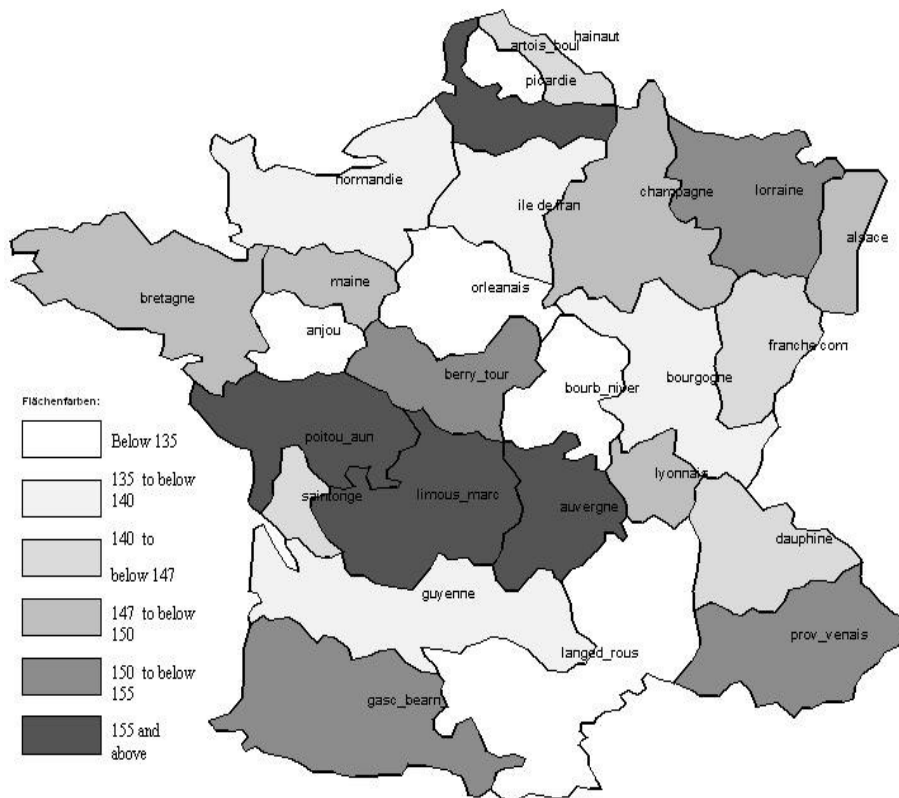 hainaut
artois_boul
picardie
normandie
ile de fran
champagne
lorraine
alsace
bretagne
maine
orleanais
anjou
franche com
berry_tour
bourb_niver
bourgogne
poitou_aun
saintonge
limous_marc
auvergne
lyonnais
dauphine
guyenne
langed_rous
prov_venais
gasc_bearn
Flächenfarben:
Below 135
135 to below
140
140 to
below 147
147 to below
150
150 to below
155
155 and
above